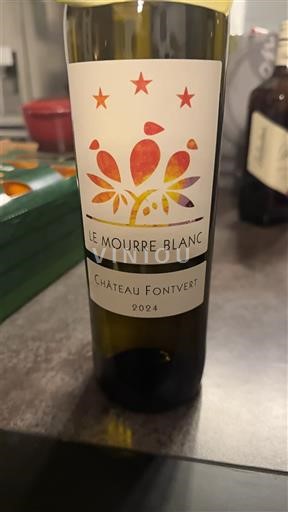 LE MOURRE BLANC
VINIOU
CHÂTEAU FONTVERT
2024